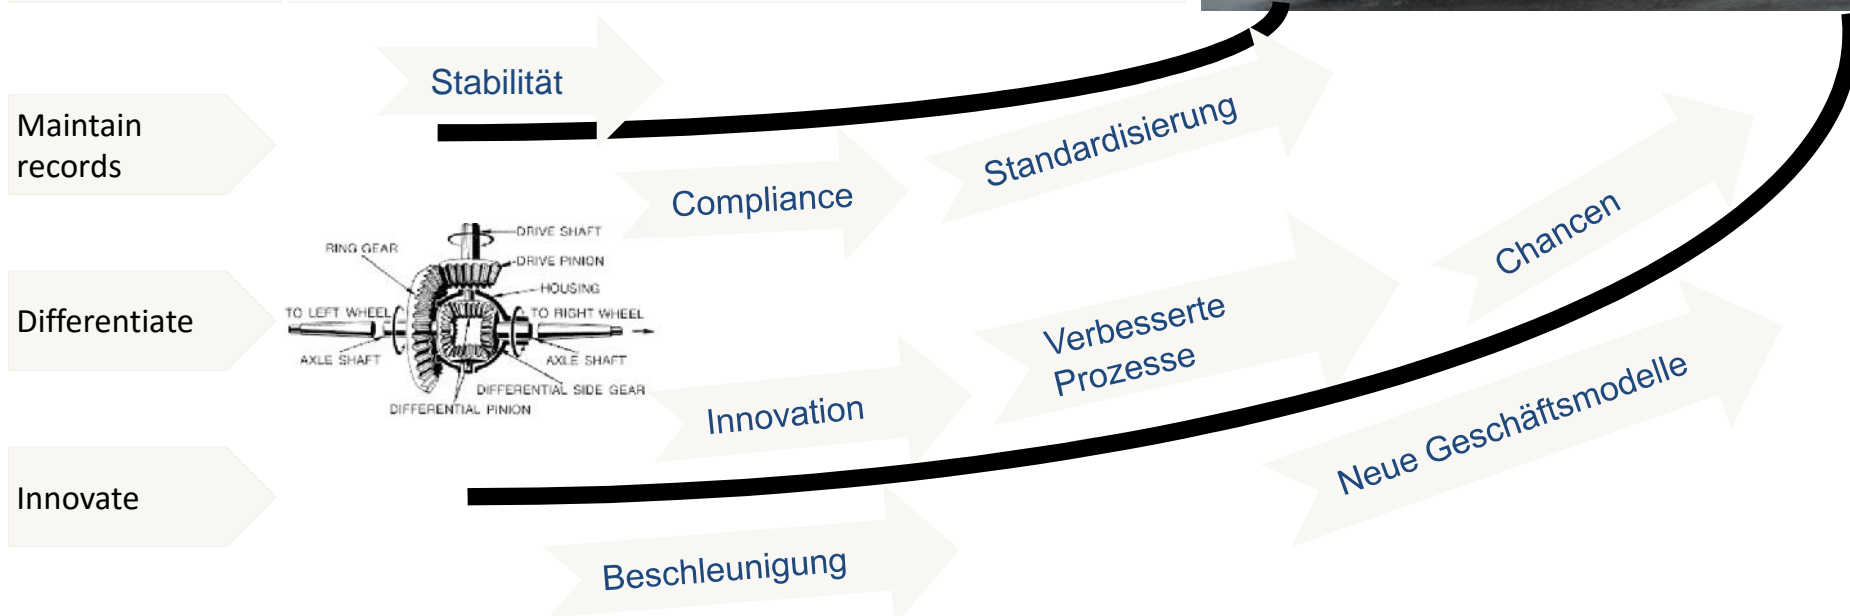 Stabilität
Maintain
records
Standardisierung
Compliance
Chancen
DRIVE SHAFT
RING GEAR
DRIVE PINION
HOUSING
TO LEFT WHEEL
TO RIGHT WHEEL
AXLE SHAFT
AXLE SHAFT
DIFFERENTIAL SIDE GEAR
DIFFERENTIAL PINION
Differentiate
Verbesserte
Prozesse
Innovation
Neue Geschäftsmodelle
Innovate
Beschleunigung